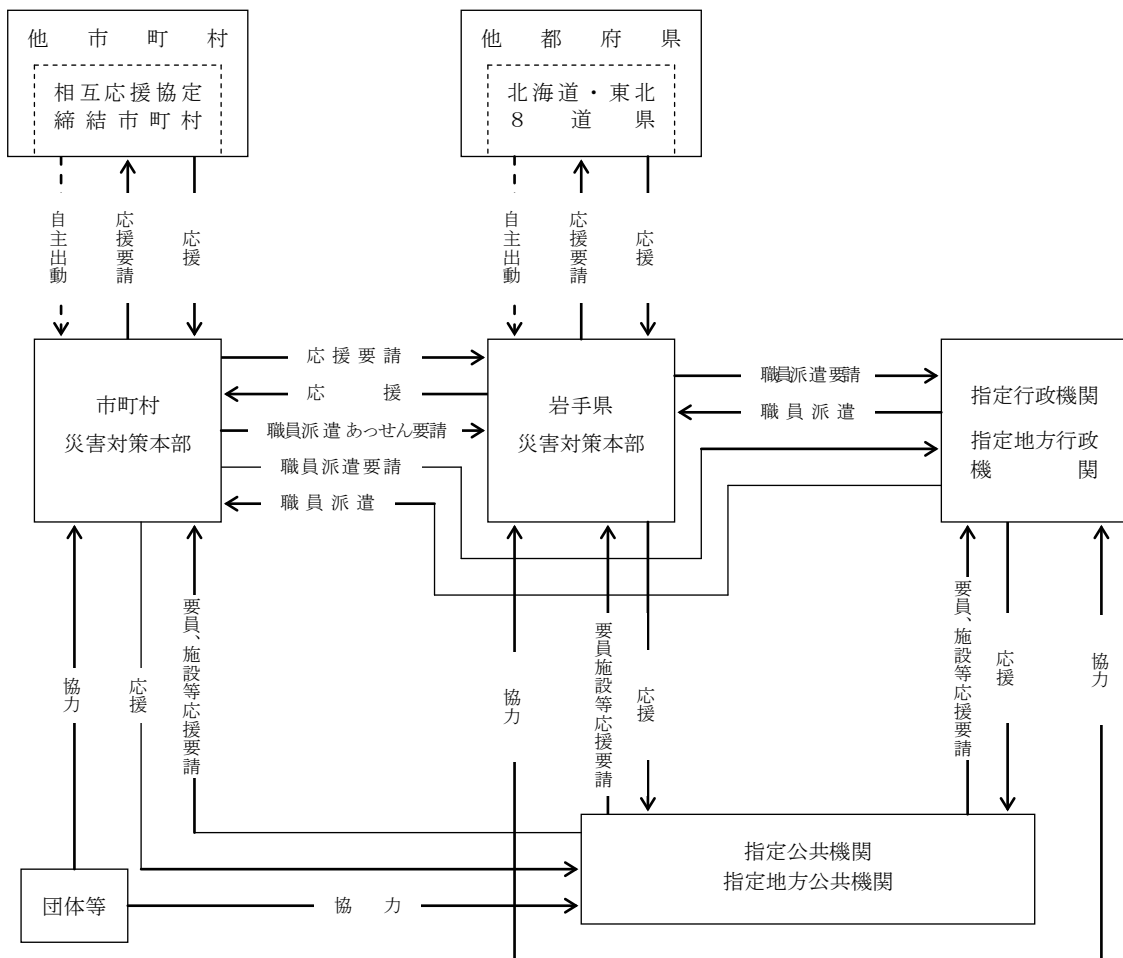 他市町村
相互応援協定
締結市町村
他都府県
北海道・東北
８道県
自主出動
応援要請
応援
自主出動
応援要請
応援
市町村
災害対策本部
応援要請
応援
職員派遣あっせん要請
職員派遣要請
職員派遣
岩手県
災害対策本部
職員派遣要請
職員派遣
指定行政機関
指定地方行政
機関
協力
応援
要員、施設等応援要請
協力
要員施設等応援要請
応援
要員、施設等応援要請
応援
協力
指定公共機関
指定地方公共機関
団体等
協力